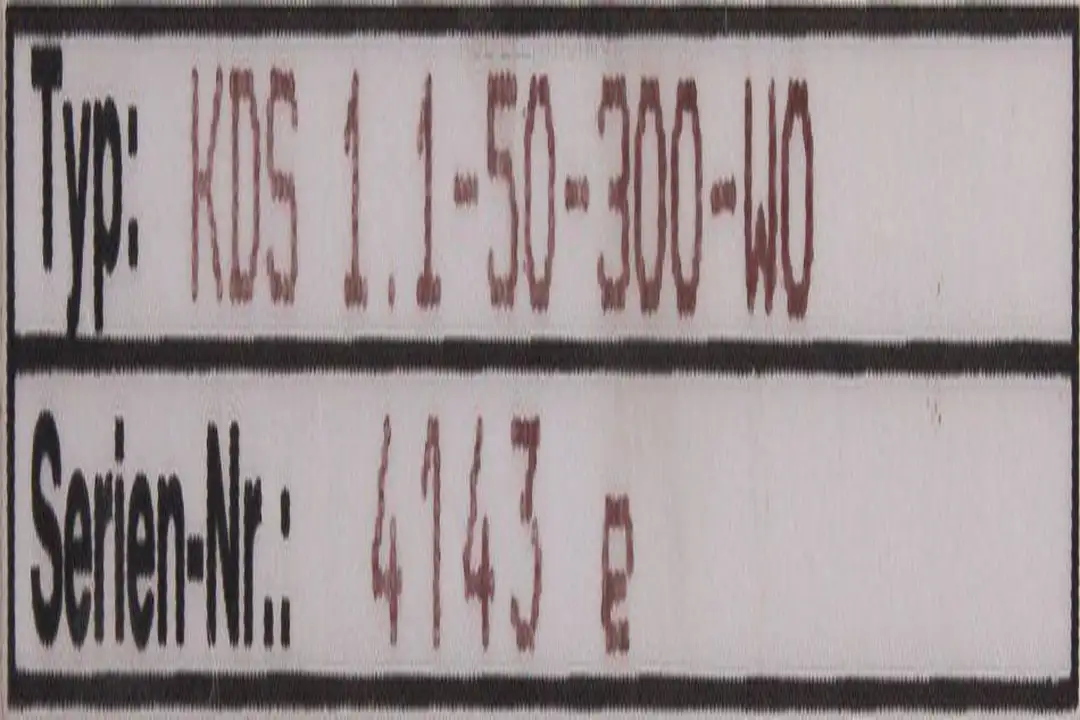 Typ: KDS 1.1-50-300-W0
Serien-Nr.: 4143 e